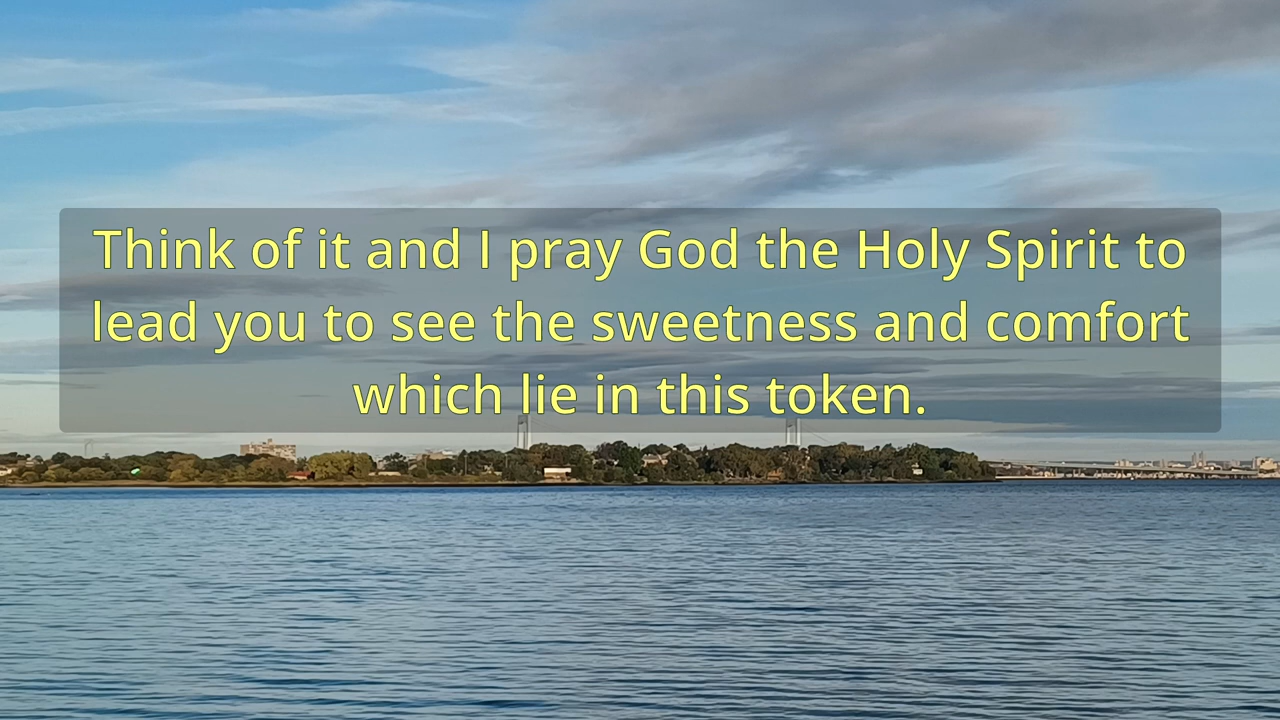 Think of it and I pray God the Holy Spirit to
lead you to see the sweetness and comfort
which lie in this token.